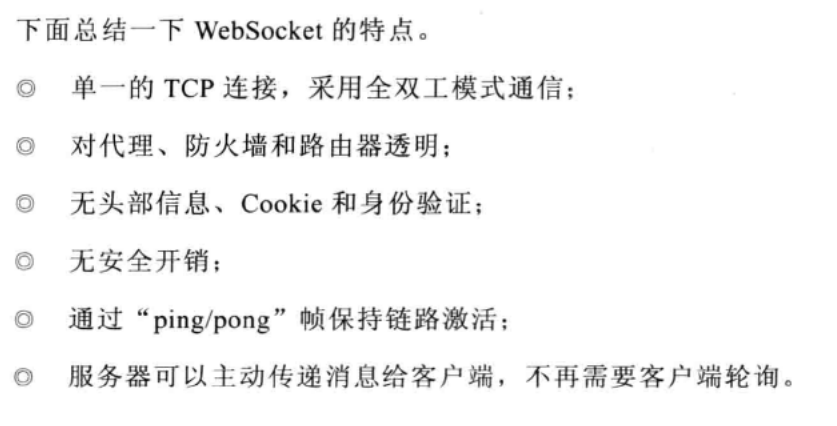 下面总结一下 WebSocket 的特点。
◎ 单一的 TCP 连接，采用全双工模式通信；
◎ 对代理、防火墙和路由器透明；
◎ 无头部信息、Cookie 和身份验证；
◎ 无安全开销；
◎ 通过“ping/pong”帧保持链路激活；
◎ 服务器可以主动传递消息给客户端，不再需要客户端轮询。